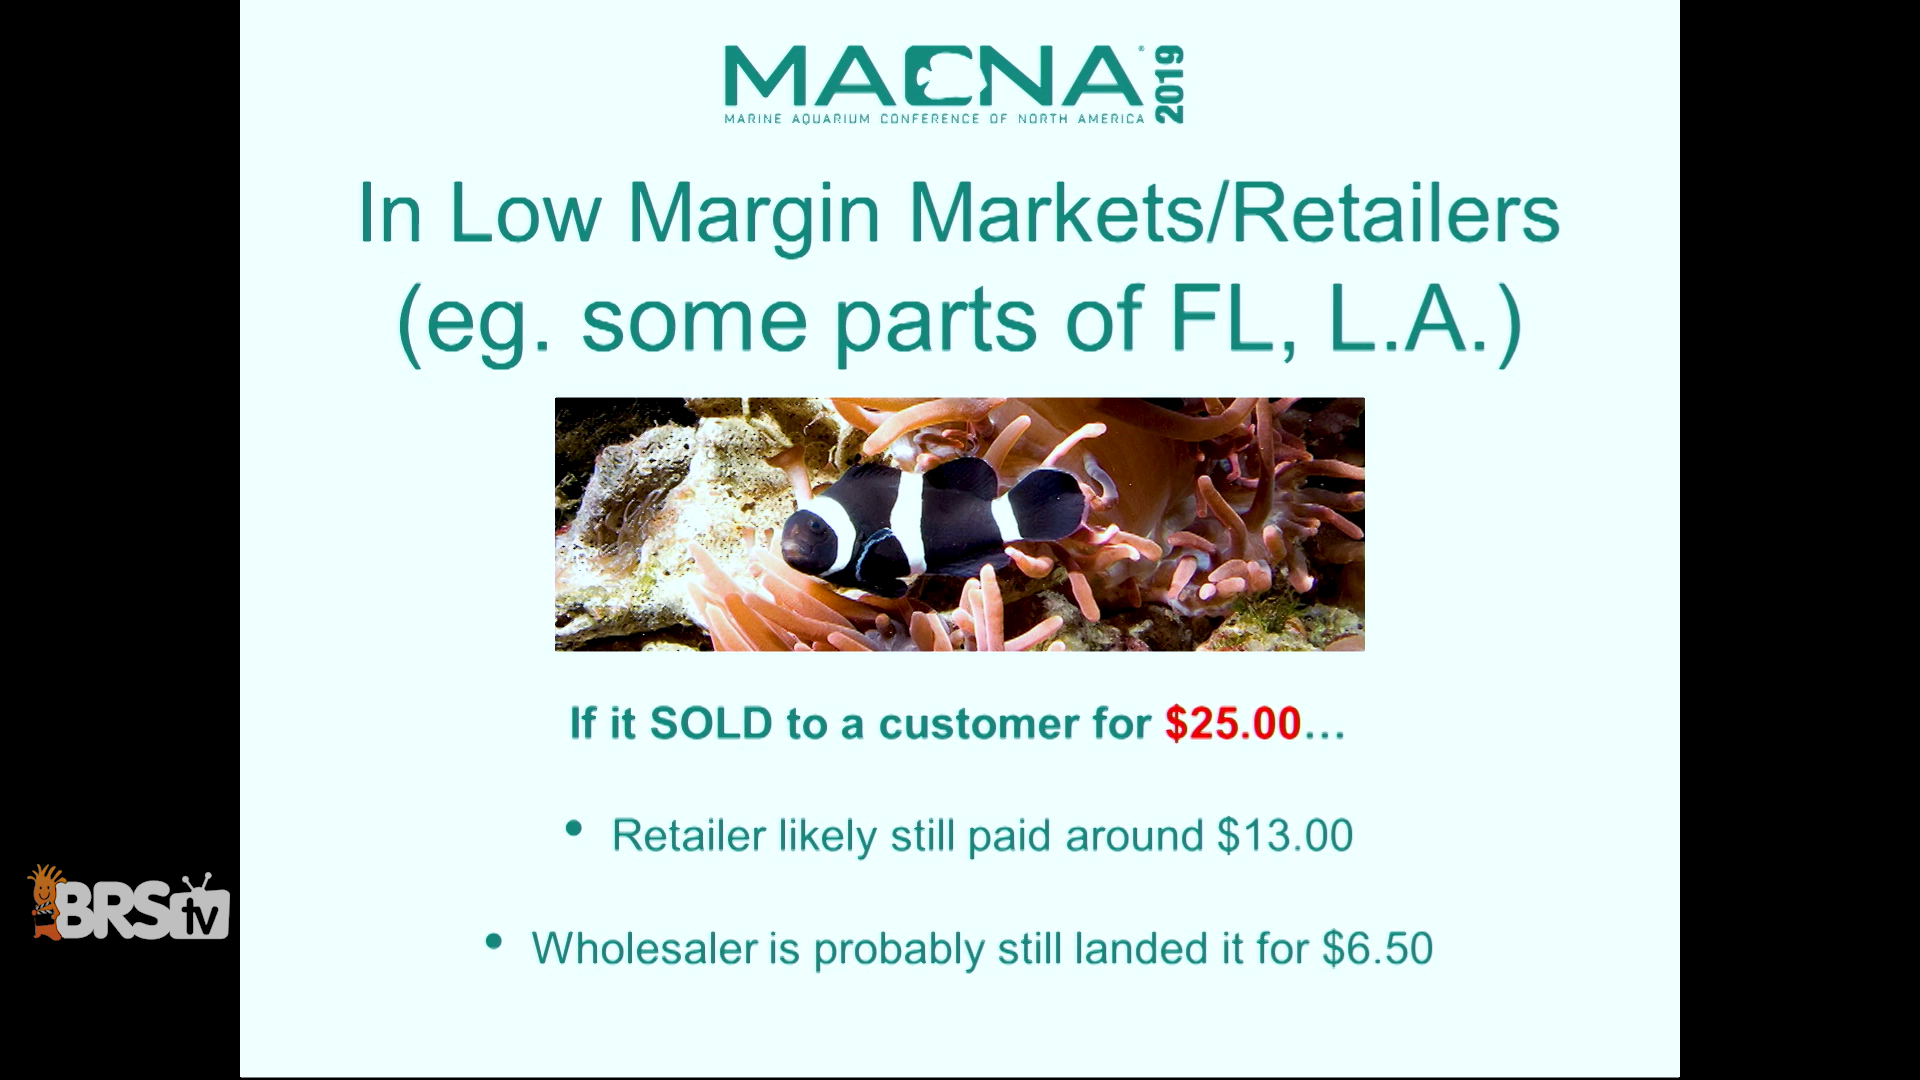 MACNA® 2019
MARINE AQUARIUM CONFERENCE OF NORTH AMERICA
In Low Margin Markets/Retailers
(eg. some parts of FL, L.A.)
If it SOLD to a customer for $25.00…
• Retailer likely still paid around $13.00
• Wholesaler is probably still landed it for $6.50
BRStv